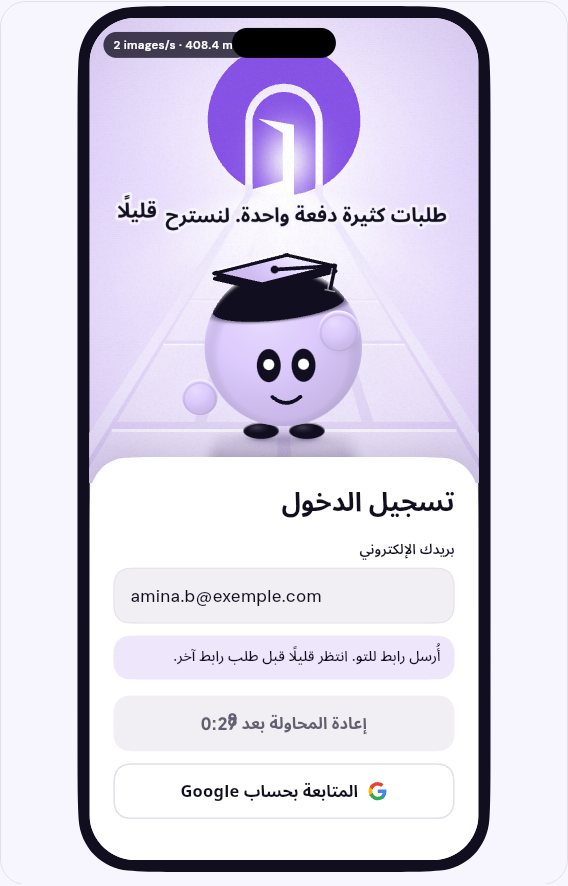 2 images/s · 408.4 m
طلبات كثيرة دفعة واحدة. لنسترح قليلًا
تسجيل الدخول
بريدك الإلكتروني
amina.b@exemple.com
أُرسل رابط للتو. انتظر قليلًا قبل طلب رابط آخر.
إعادة المحاولة بعد
المتابعة بحساب Google